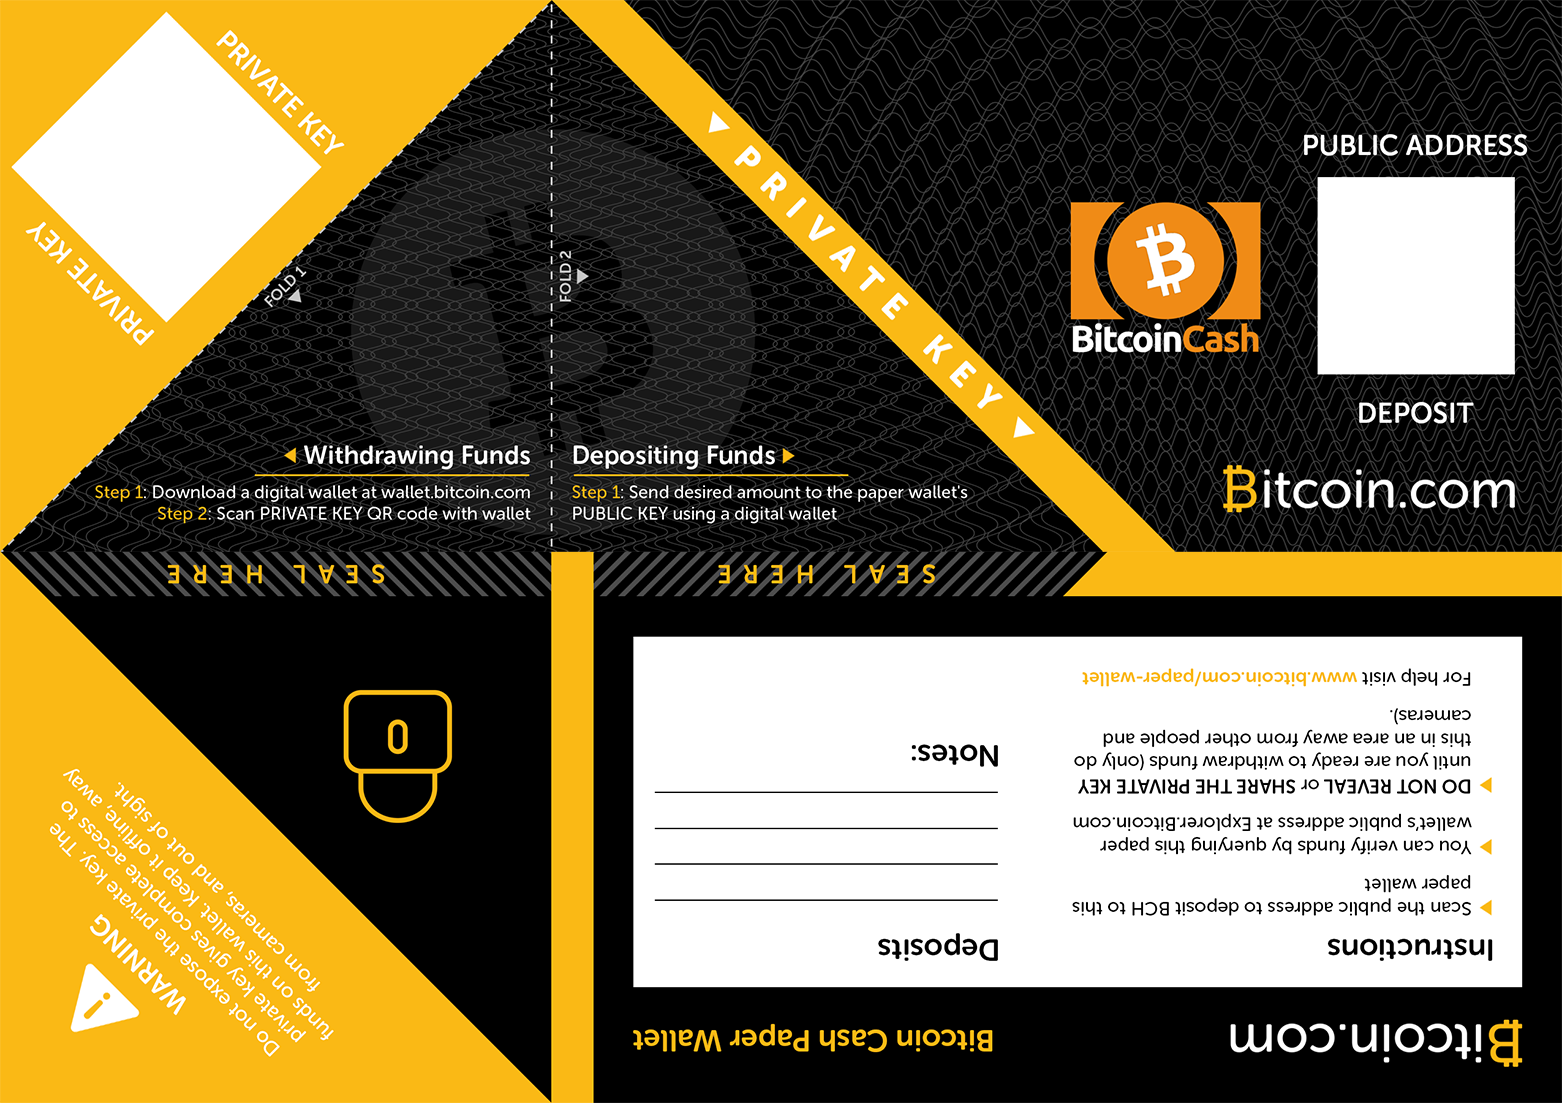 PRIVATE KEY
PRIVATE KEY
FOLD 1
FOLD 2
PRIVATE KEY
PUBLIC ADDRESS
BitcoinCash
DEPOSIT
Bitcoin.com
Withdrawing Funds
Step 1: Download a digital wallet at wallet.bitcoin.com
Step 2: Scan PRIVATE KEY QR code with wallet
Depositing Funds
Step 1: Send desired amount to the paper wallet's
PUBLIC KEY using a digital wallet
SEAL HERE
SEAL HERE
WARNING
Do not expose the private key. The
private key gives complete access to
funds on this wallet. Keep it offline, away
from cameras, and out of sight.
Bitcoin.com
Bitcoin Cash Paper Wallet
Instructions
Scan the public address to deposit BCH to this
paper wallet
You can verify funds by querying this paper
wallet's public address at Explorer.Bitcoin.com
DO NOT REVEAL or SHARE THE PRIVATE KEY
until you are ready to withdraw funds (only do
this in an area away from other people and
cameras).
For help visit www.bitcoin.com/paper-wallet
Deposits
Notes: